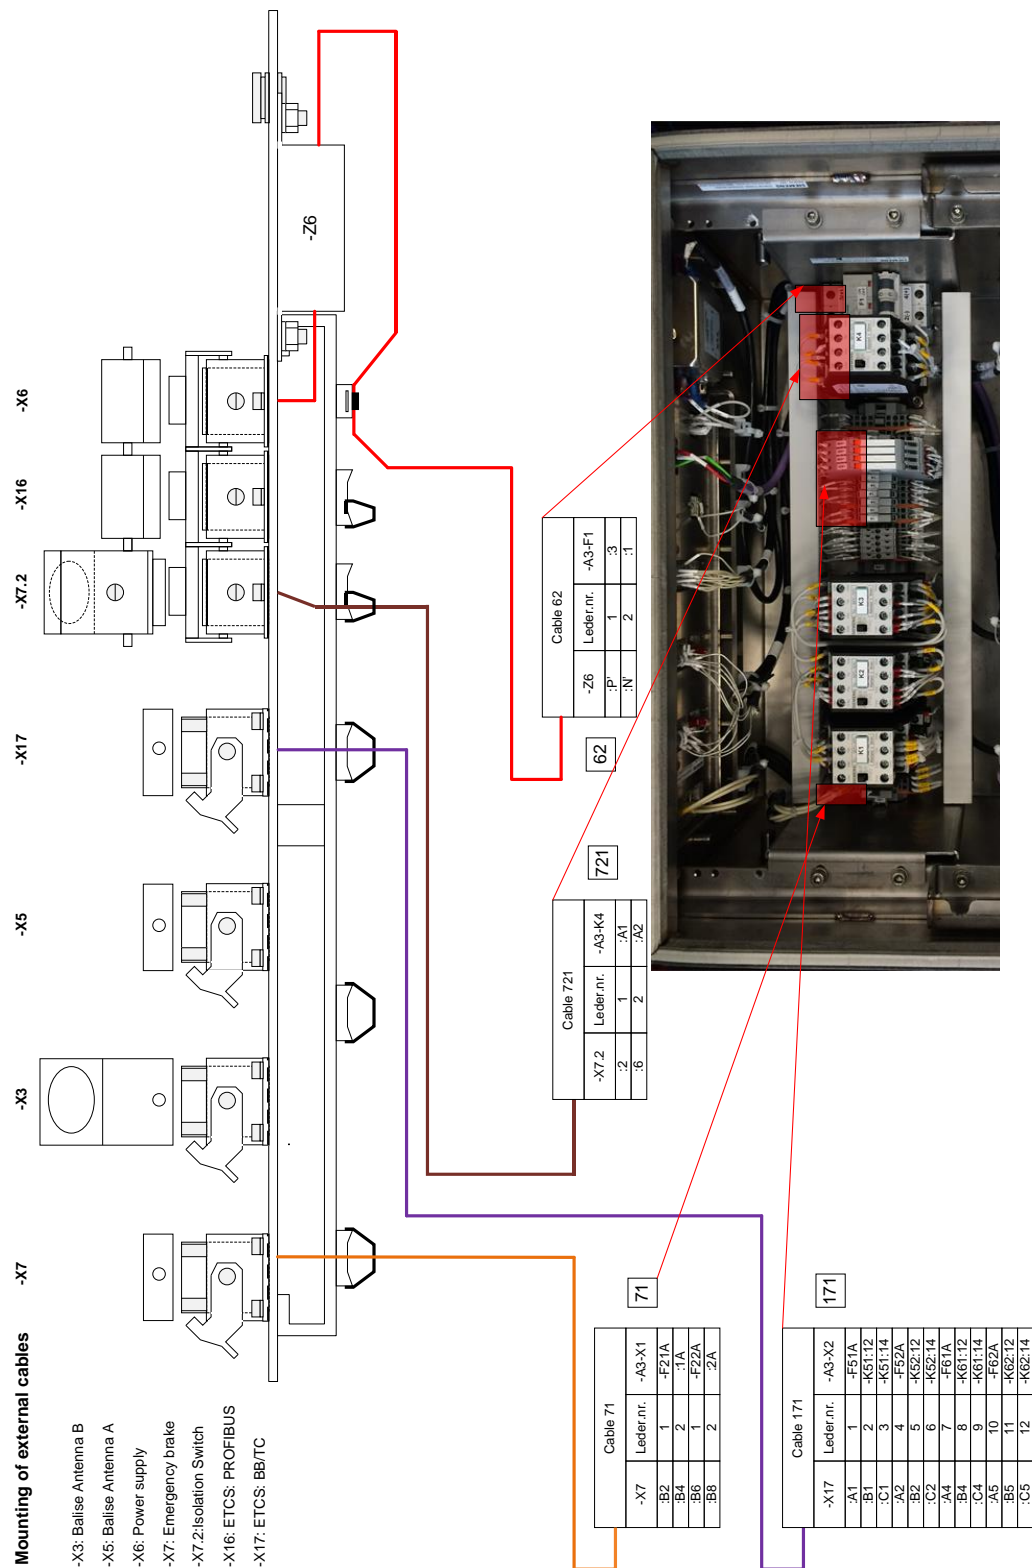 Mounting of external cables
-X3: Balise Antenna B
-X5: Balise Antenna A
-X6: Power supply
-X7: Emergency brake
-X7.2:Isolation Switch
-X16: ETCS: PROFIBUS
-X17: ETCS: BB/TC
-X7
-X3
-X5
-X17
-X7.2
-X16
-X6
-Z6
Cable 71
-X7 Leder.nr. -A3-X1
:B2 1 -F21A
:B4 2 :1A
:B6 1 -F22A
:B8 2 :2A
71
Cable 721
-X7.2 Leder.nr. -A3-K4
:2 1 :A1
:6 2 :A2
721
Cable 62
-Z6 Leder.nr. -A3-F1
:P' 1 :3
:N' 2 :1
62
Cable 171
-X17 Leder.nr. -A3-X2
:A1 1 -F51A
:B1 2 -K51:12
:C1 3 -K51:14
:A2 4 -F52A
:B2 5 -K52:12
:C2 6 -K52:14
:A4 7 -F61A
:B4 8 -K61:12
:C4 9 -K61:14
:A5 10 -F62A
:B5 11 -K62:12
:C5 12 -K62:14
171
K1
K2
K3
K4
F1